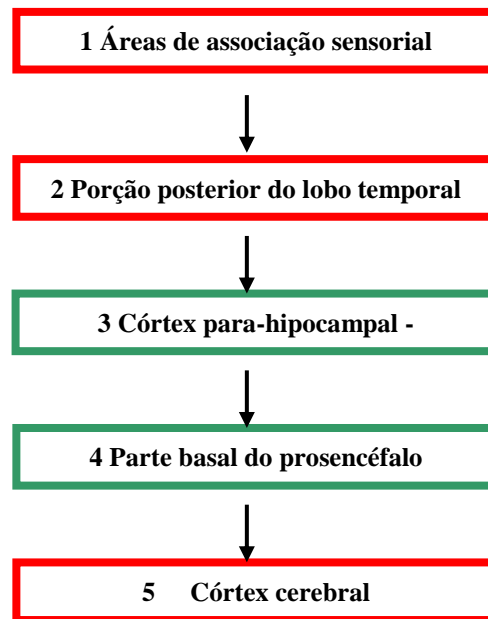 1 Áreas de associação sensorial
2 Porção posterior do lobo temporal
3 Córtex para-hipocampal -
4 Parte basal do prosencéfalo
5 Córtex cerebral